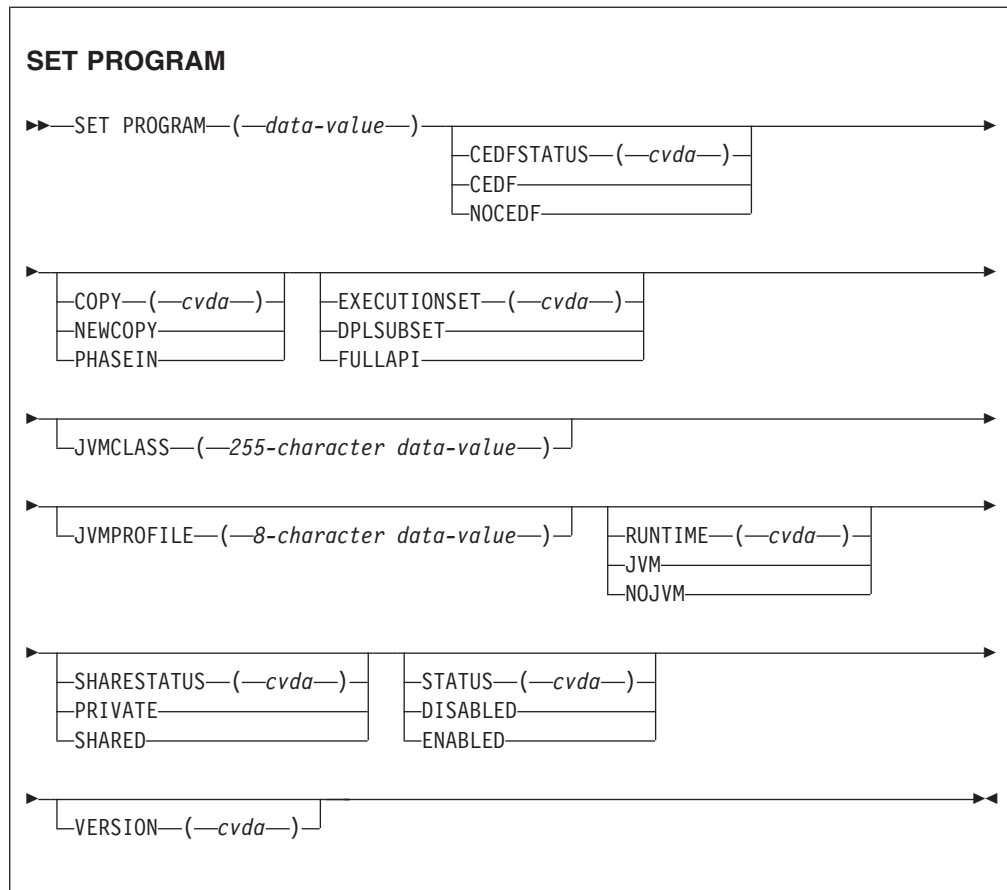 SET PROGRAM
SET PROGRAM ( data-value )
CEDFSTATUS ( cvda )
CEDF
NOCEDF
COPY ( cvda )
NEWCOPY
PHASEIN
EXECUTIONSET ( cvda )
DPLSUBSET
FULLAPI
JVMCLASS ( 255-character data-value )
JVMPROFILE ( 8-character data-value )
RUNTIME ( cvda )
JVM
NOJVM
SHARESTATUS ( cvda )
PRIVATE
SHARED
STATUS ( cvda )
DISABLED
ENABLED
VERSION ( cvda )